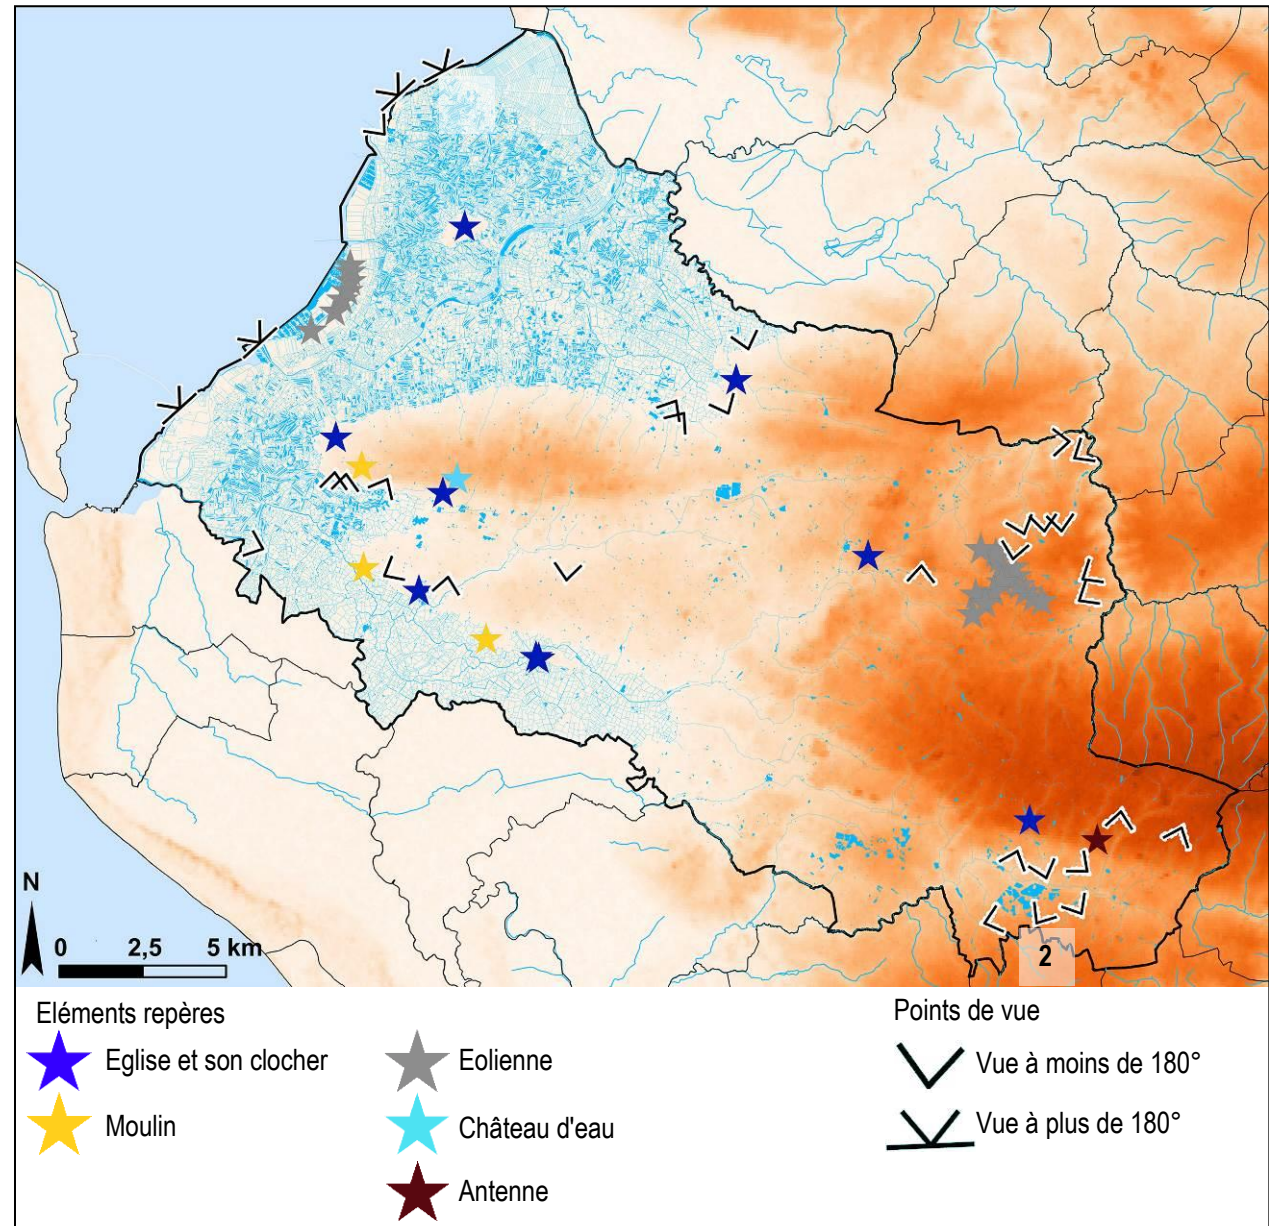 N
0 2,5 5 km
2
Eléments repères
Eglise et son clocher
Moulin
Eolienne
Château d'eau
Antenne
Points de vue
Vue à moins de 180°
Vue à plus de 180°